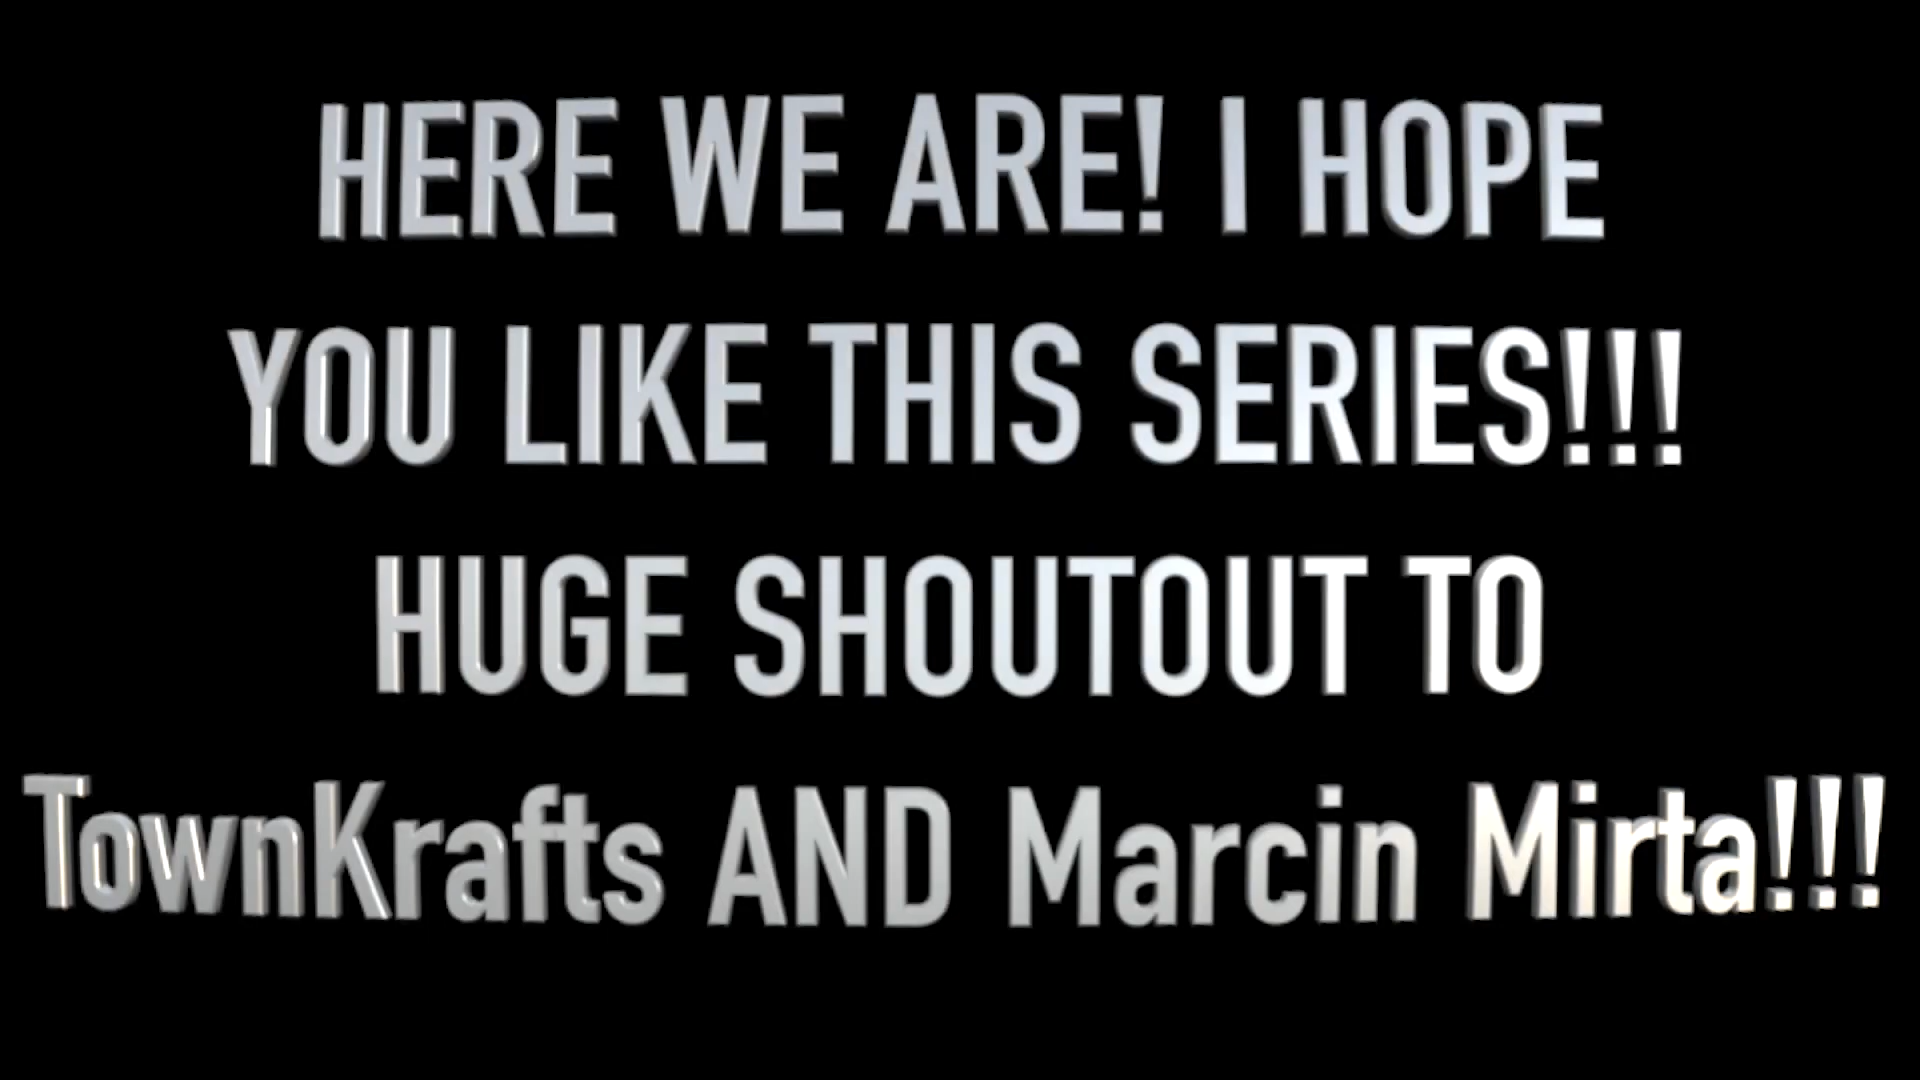 HERE WE ARE! I HOPE
YOU LIKE THIS SERIES!!!
HUGE SHOUTOUT TO
TownKrafts AND Marcin Mirta!!!